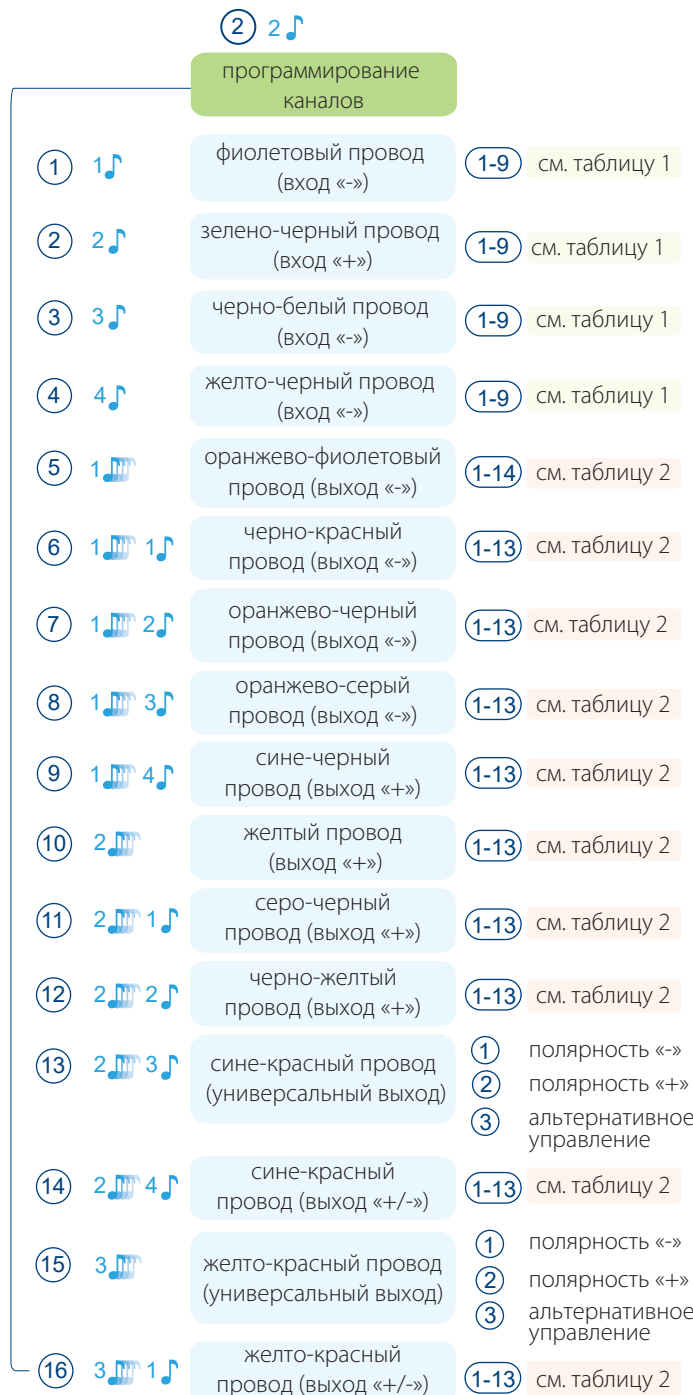 2 2
программирование
каналов
1 1 фиолетовый провод
(вход «-») 1-9 см. таблицу 1
2 2 зелено-черный провод
(вход «+») 1-9 см. таблицу 1
3 3 черно-белый провод
(вход «-») 1-9 см. таблицу 1
4 4 желто-черный провод
(вход «-») 1-9 см. таблицу 1
5 1 оранжево-фиолетовый
провод (выход «-») 1-14 см. таблицу 2
6 1 1 черно-красный
провод (выход «-») 1-13 см. таблицу 2
7 1 2 оранжево-черный
провод (выход «-») 1-13 см. таблицу 2
8 1 3 оранжево-серый
провод (выход «-») 1-13 см. таблицу 2
9 1 4 сине-черный
провод (выход «+») 1-13 см. таблицу 2
10 2 желтый провод
(выход «+») 1-13 см. таблицу 2
11 2 1 серо-черный
провод (выход «+») 1-13 см. таблицу 2
12 2 2 черно-желтый
провод (выход «+») 1-13 см. таблицу 2
13 2 3 сине-красный провод
(универсальный выход)
1 полярность «-»
2 полярность «+»
3 альтернативное
управление
14 2 4 сине-красный
провод (выход «+/-») 1-13 см. таблицу 2
15 3 желто-красный провод
(универсальный выход)
1 полярность «-»
2 полярность «+»
3 альтернативное
управление
16 3 1 желто-красный
провод (выход «+/-») 1-13 см. таблицу 2